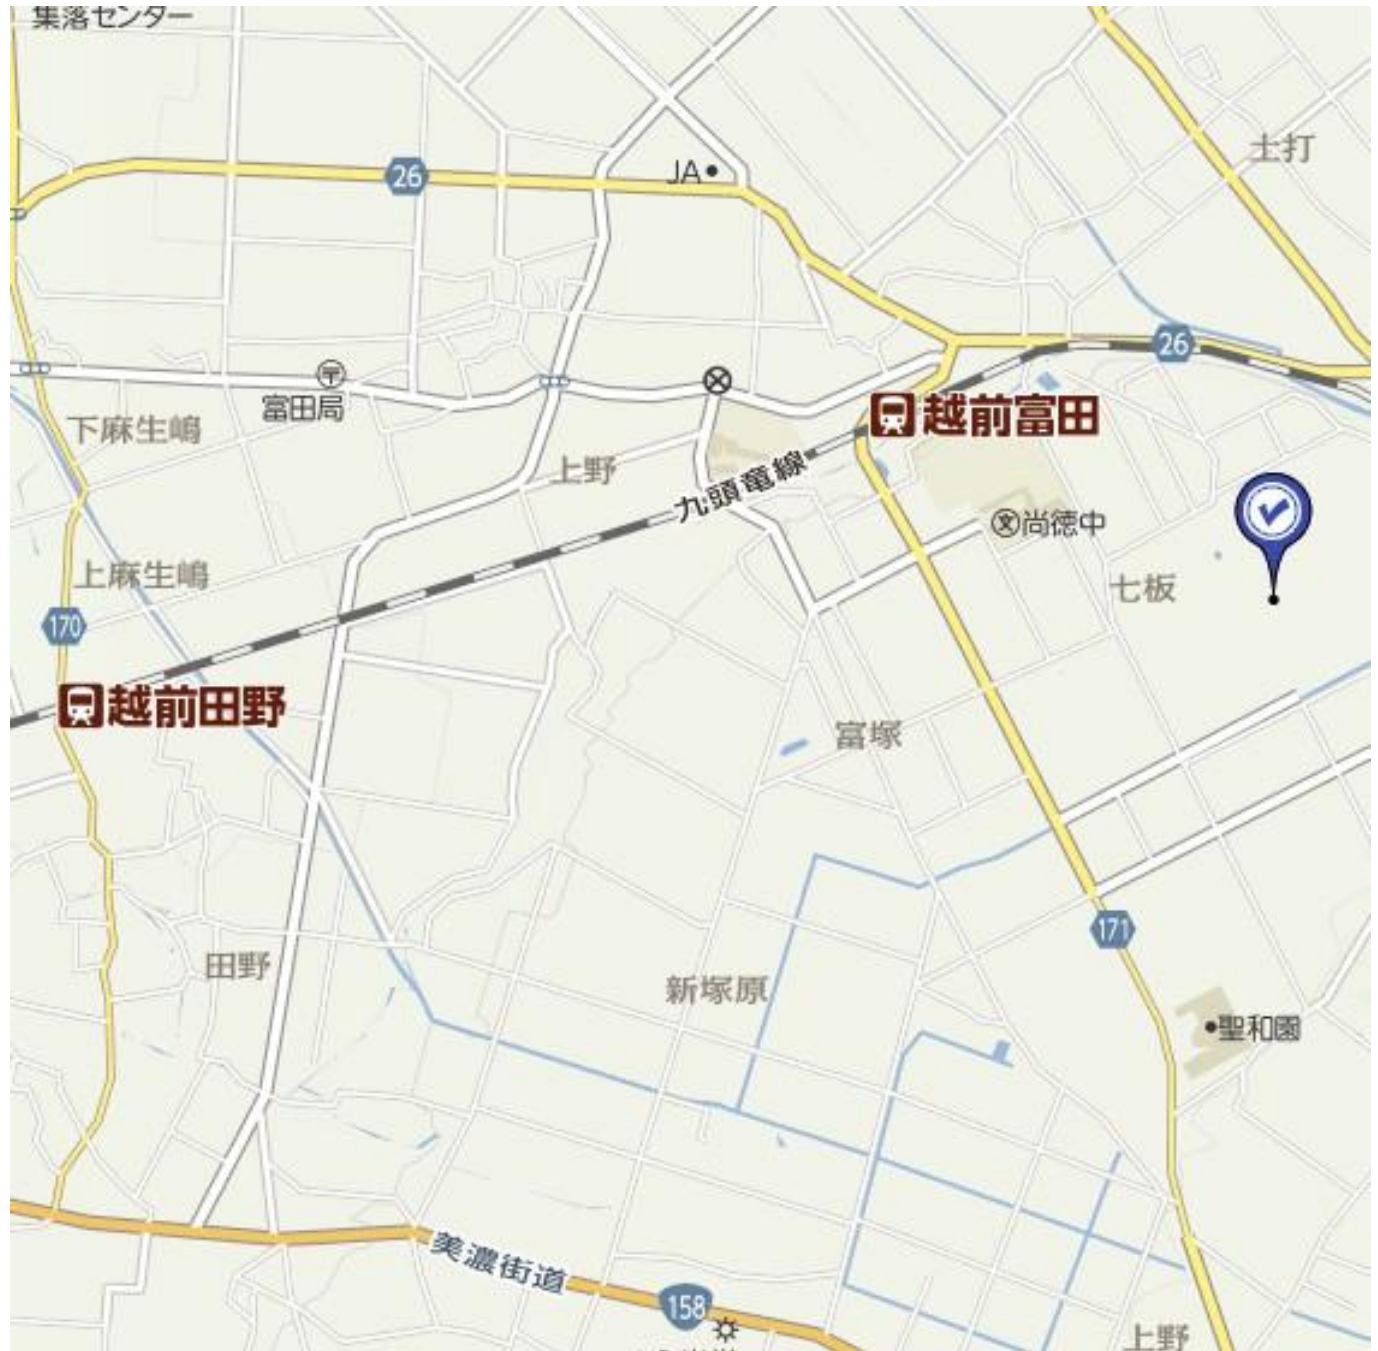 集落センター
26
JA
士打
26
富田局
下麻生嶋
越前富田
上野
九頭竜線
尚徳中
上麻生嶋
七板
170
越前田野
富塚
171
田野
新塚原
聖和園
美濃街道
158
上野